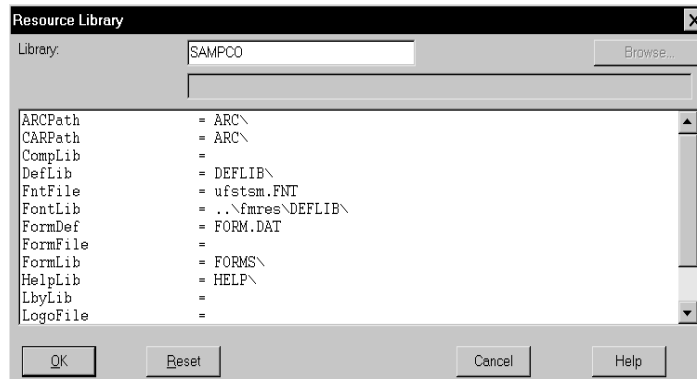 Resource Library
Library: SAMPCO Browse...
ARCPath = ARC\
CARPath = ARC\
CompLib =
DefLib = DEFLIB\
FntFile = ufstsm.FNT
FontLib = ..\fmres\DEFLIB\
FormDef = FORM.DAT
FormFile =
FormLib = FORMS\
HelpLib = HELP\
LbyLib =
LogoFile =
OK Reset Cancel Help